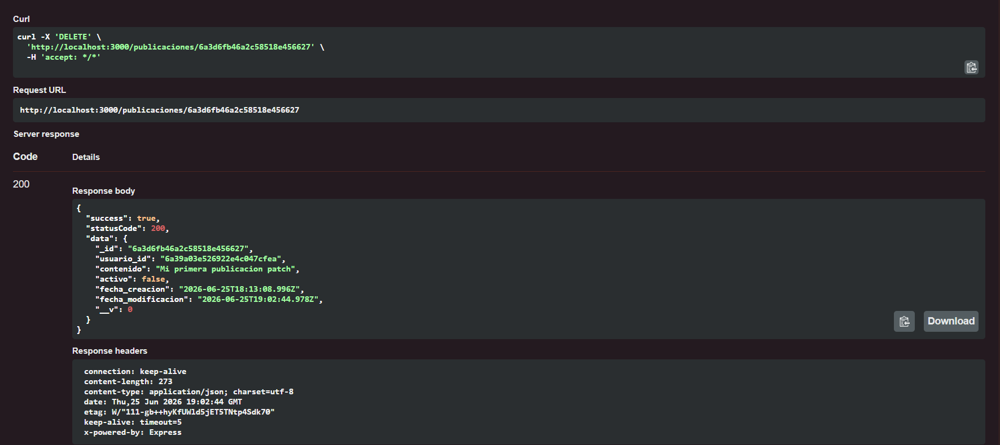 Curl
curl -X 'DELETE' \
  'http://localhost:3000/publicaciones/6a3d6fb46a2c58518e456627' \
  -H 'accept: */*'
Request URL
http://localhost:3000/publicaciones/6a3d6fb46a2c58518e456627
Server response
Code Details
200
Response body
{
  "success": true,
  "statusCode": 200,
  "data": {
    "_id": "6a3d6fb46a2c58518e456627",
    "usuario_id": "6a39a03e526922e4c047cfea",
    "contenido": "Mi primera publicacion patch",
    "activo": false,
    "fecha_creacion": "2026-06-25T18:13:08.996Z",
    "fecha_modificacion": "2026-06-25T19:02:44.978Z",
    "__v": 0
  }
}
Download
Response headers
connection: keep-alive
content-length: 273
content-type: application/json; charset=utf-8
date: Thu,25 Jun 2026 19:02:44 GMT
etag: W/"111-gb++hyKfUWld5jET5TNtp4Sdk70"
keep-alive: timeout=5
x-powered-by: Express